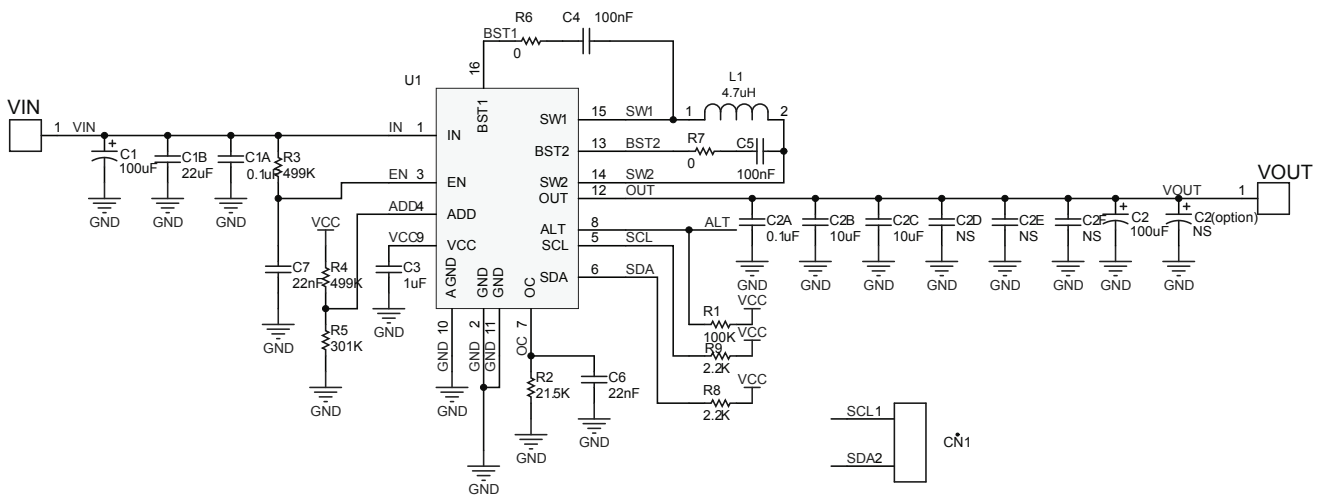 R6 C4 100nF
BST1
0
16
U1
L1
4.7uH
VIN
1 VIN IN 1 IN
BST1
SW1 15 SW1 1 2
C1
100uF
C1B
22uF
C1A
0.1uF
R3
499K
BST2 13 BST2 R7 C5
0 100nF
EN 3 EN
SW2 14 SW2
OUT 12 OUT
VOUT 1 VOUT
GND GND GND
ADD4 ADD
VCC
ALT 8 ALT
SCL 5 SCL
C2A
0.1uF
C2B
10uF
C2C
10uF
C2D
NS
C2E
NS
C2F
NS
C2
100uF
C2(option)
NS
VCC9 VCC
C7
22nF
R4
499K
C3
1uF
AGND GND GND OC
SDA 6 SDA
GND GND GND GND GND GND GND GND
GND
R5
301K
GND
GND
GND 10
GND 2
GND 11
OC 7
VCC
R1
100K
VCC
R9
2.2K
VCC
R8
2.2K
R2
21.5K
C6
22nF
GND
GND
GND
GND
GND
SCL1
SDA2
CN1